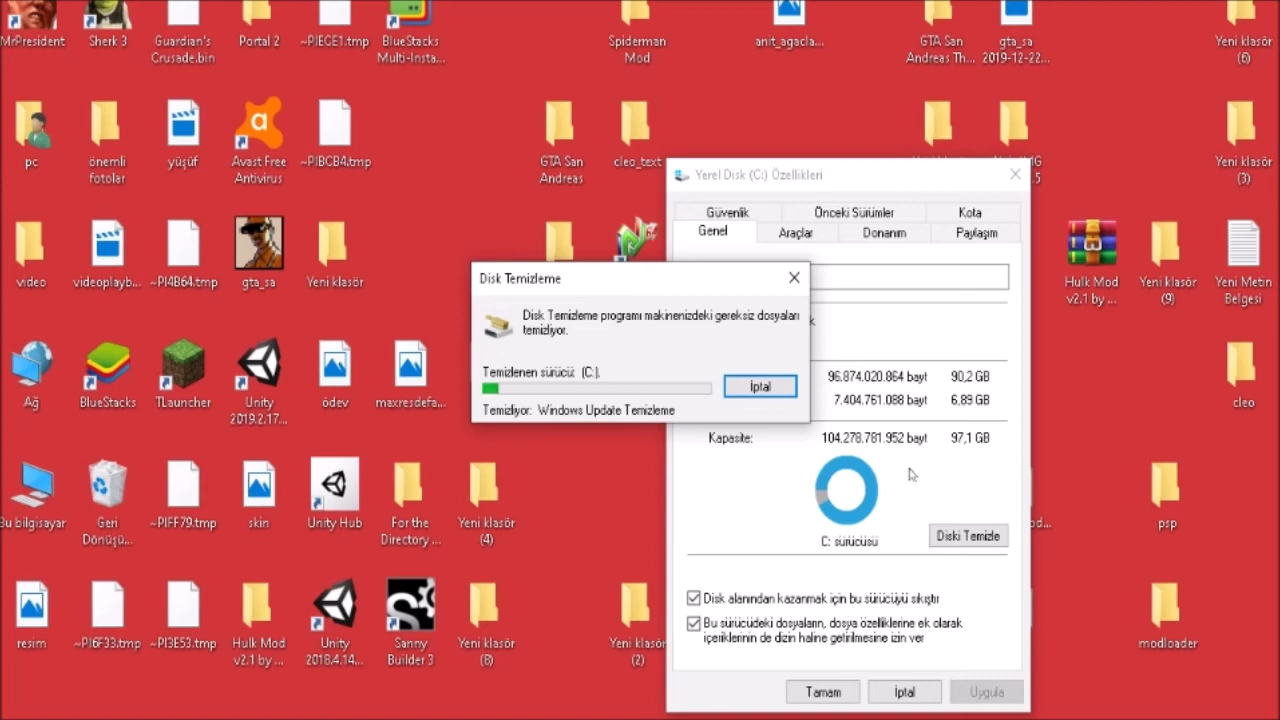 MrPresident
Sherk 3
Guardian's
Crusade.bin
Portal 2
~PIECE1.tmp
BlueStacks
Multi-Insta...
Spiderman
Mod
anit_agacla...
GTA San
Andreas Th...
gta_sa
2019-12-22...
Yeni klasör
(6)
pc
önemli
fotolar
yüşüf
Avast Free
Antivirus
~PIBCB4.tmp
GTA San
Andreas
cleo_text
Yeni klasör
(3)
video
videoplayb...
~PI4B64.tmp
gta_sa
Yeni klasör
Hulk Mod
v2.1 by ...
Yeni klasör
(9)
Yeni Metin
Belgesi
Ağ
BlueStacks
TLauncher
Unity
2019.2.17...
ödev
maxresdefa...
cleo
Bu bilgisayar
Geri
Dönüşü...
~PIFF79.tmp
skin
Unity Hub
For the
Directory ...
Yeni klasör
(4)
psp
resim
~PI6F33.tmp
~PI3E53.tmp
Hulk Mod
v2.1 by ...
Unity
2018.4.14...
Sanny
Builder 3
Yeni klasör
(8)
Yeni klasör
(2)
modloader
Yerel Disk (C:) Özellikleri
Güvenlik
Önceki Sürümler
Kota
Genel
Araçlar
Donanım
Paylaşım
Disk Temizleme
Disk Temizleme programı makinenizdeki gereksiz dosyaları
temizliyor.
Temizlenen sürücü: (C:).
İptal
Temizliyor: Windows Update Temizleme
96.874.020.864 bayt 90,2 GB
7.404.761.088 bayt 6,89 GB
Kapasite: 104.278.781.952 bayt 97,1 GB
C: sürücüsü
Diski Temizle
Disk alanından kazanmak için bu sürücüyü sıkıştır
Bu sürücüdeki dosyaların, dosya özelliklerine ek olarak
içeriklerinin de dizin haline getirilmesine izin ver
Tamam
İptal
Uygula